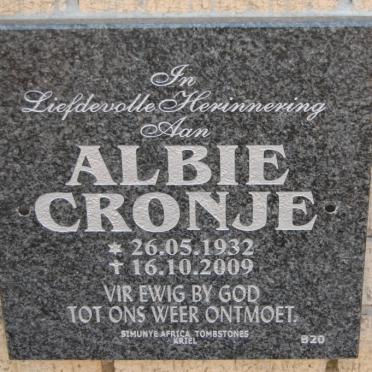 In
Liefdevolle Herinnering
Aan
ALBIE
CRONJE
* 26.05.1932
✝ 16.10.2009
VIR EWIG BY GOD
TOT ONS WEER ONTMOET.
SIMUNYE AFRICA TOMBSTONES
KRIEL
B20